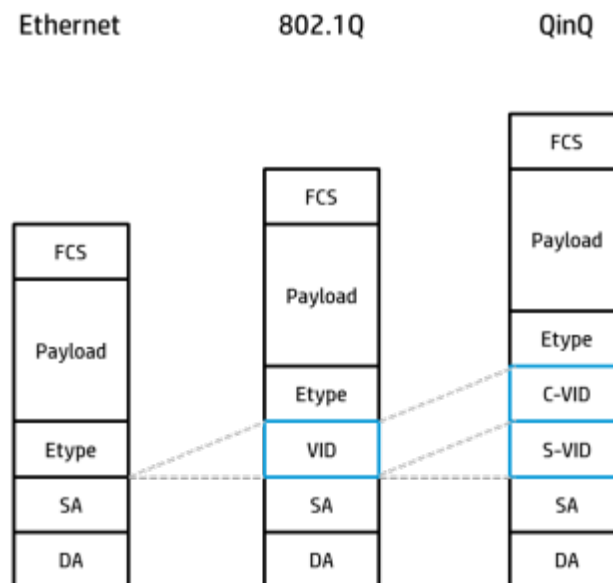 Ethernet
802.1Q
QinQ
FCS
Payload
Etype
SA
DA
FCS
Payload
Etype
VID
SA
DA
FCS
Payload
Etype
C-VID
S-VID
SA
DA